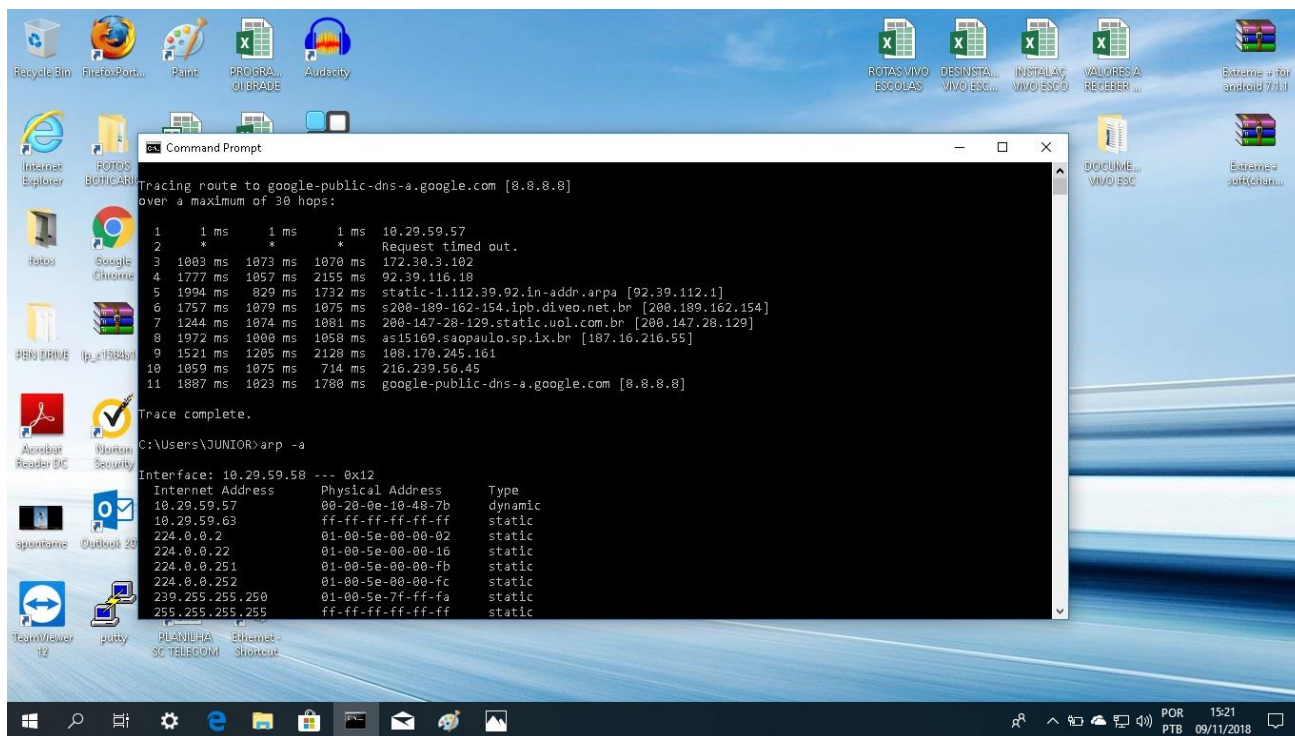 Recycle Bin
FirefoxPort...
Paint
PROGRA...
OI BRADE
Audacity
ROTAS VIVO
ESCOLAS
DESINSTA...
VIVO ESC...
INSTALAÇ
VIVO ESCO
VALORES A
RECEBER ...
Extreme + for
android 7.1.1
Internet
Explorer
FOTOS
BOTICARI
DOCUME...
VIVO ESC
Extreme+
soft(chan...
fotos
Google
Chrome
PEN DRIVE
Acrobat
Reader DC
Norton
Security
Outlook 20
TeamViewer
12
putty
PLANILHA
SC TELECOM
Ethernet -
Shortcut
Command Prompt
Tracing route to google-public-dns-a.google.com [8.8.8.8]
over a maximum of 30 hops:
1 1 ms 1 ms 1 ms 10.29.59.57
2 * * * Request timed out.
3 1003 ms 1073 ms 1070 ms 172.30.3.102
4 1777 ms 1057 ms 2155 ms 92.39.116.18
5 1994 ms 829 ms 1732 ms static-1.112.39.92.in-addr.arpa [92.39.112.1]
6 1757 ms 1079 ms 1075 ms s200-189-162-154.ipb.diveo.net.br [200.189.162.154]
7 1244 ms 1074 ms 1081 ms 200-147-28-129.static.uol.com.br [200.147.28.129]
8 1972 ms 1000 ms 1058 ms as15169.saopaulo.sp.ix.br [187.16.216.55]
9 1521 ms 1205 ms 2128 ms 108.170.245.161
10 1059 ms 1075 ms 714 ms 216.239.56.45
11 1887 ms 1023 ms 1780 ms google-public-dns-a.google.com [8.8.8.8]
Trace complete.
C:\Users\JUNIOR>arp -a
Interface: 10.29.59.58 --- 0x12
Internet Address Physical Address Type
10.29.59.57 00-20-0e-10-48-7b dynamic
10.29.59.63 ff-ff-ff-ff-ff-ff static
224.0.0.2 01-00-5e-00-00-02 static
224.0.0.22 01-00-5e-00-00-16 static
224.0.0.251 01-00-5e-00-00-fb static
224.0.0.252 01-00-5e-00-00-fc static
239.255.255.250 01-00-5e-7f-ff-fa static
255.255.255.255 ff-ff-ff-ff-ff-ff static
POR
PTB
15:21
09/11/2018